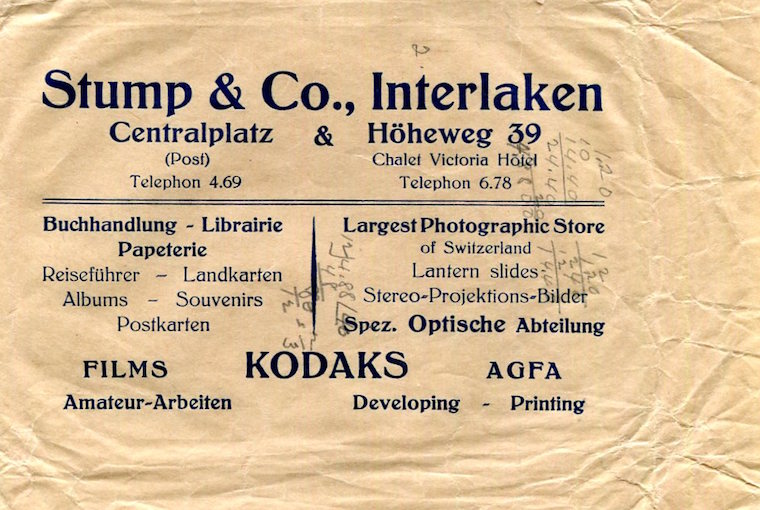 Stump & Co., Interlaken
Centralplatz & Höheweg 39
(Post) Chalet Victoria Hôtel
Telephon 4.69 Telephon 6.78
Buchhandlung - Librairie
Papeterie
Reiseführer – Landkarten
Albums – Souvenirs
Postkarten
Largest Photographic Store
of Switzerland
Lantern slides
Stereo-Projektions-Bilder
Spez. Optische Abteilung
FILMS KODAKS AGFA
Amateur-Arbeiten Developing - Printing